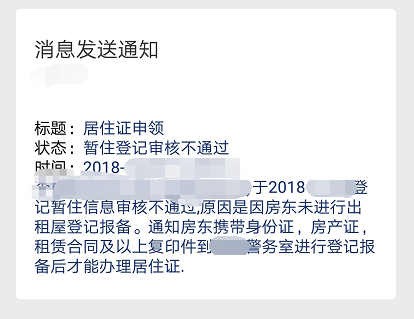 消息发送通知
标题：居住证申领
状态：暂住登记审核不通过
时间：2018-
于2018登
记暂住信息审核不通过,原因是因房东未进行出
租屋登记报备。通知房东携带身份证，房产证，
租赁合同及以上复印件到警务室进行登记报
备后才能办理居住证.